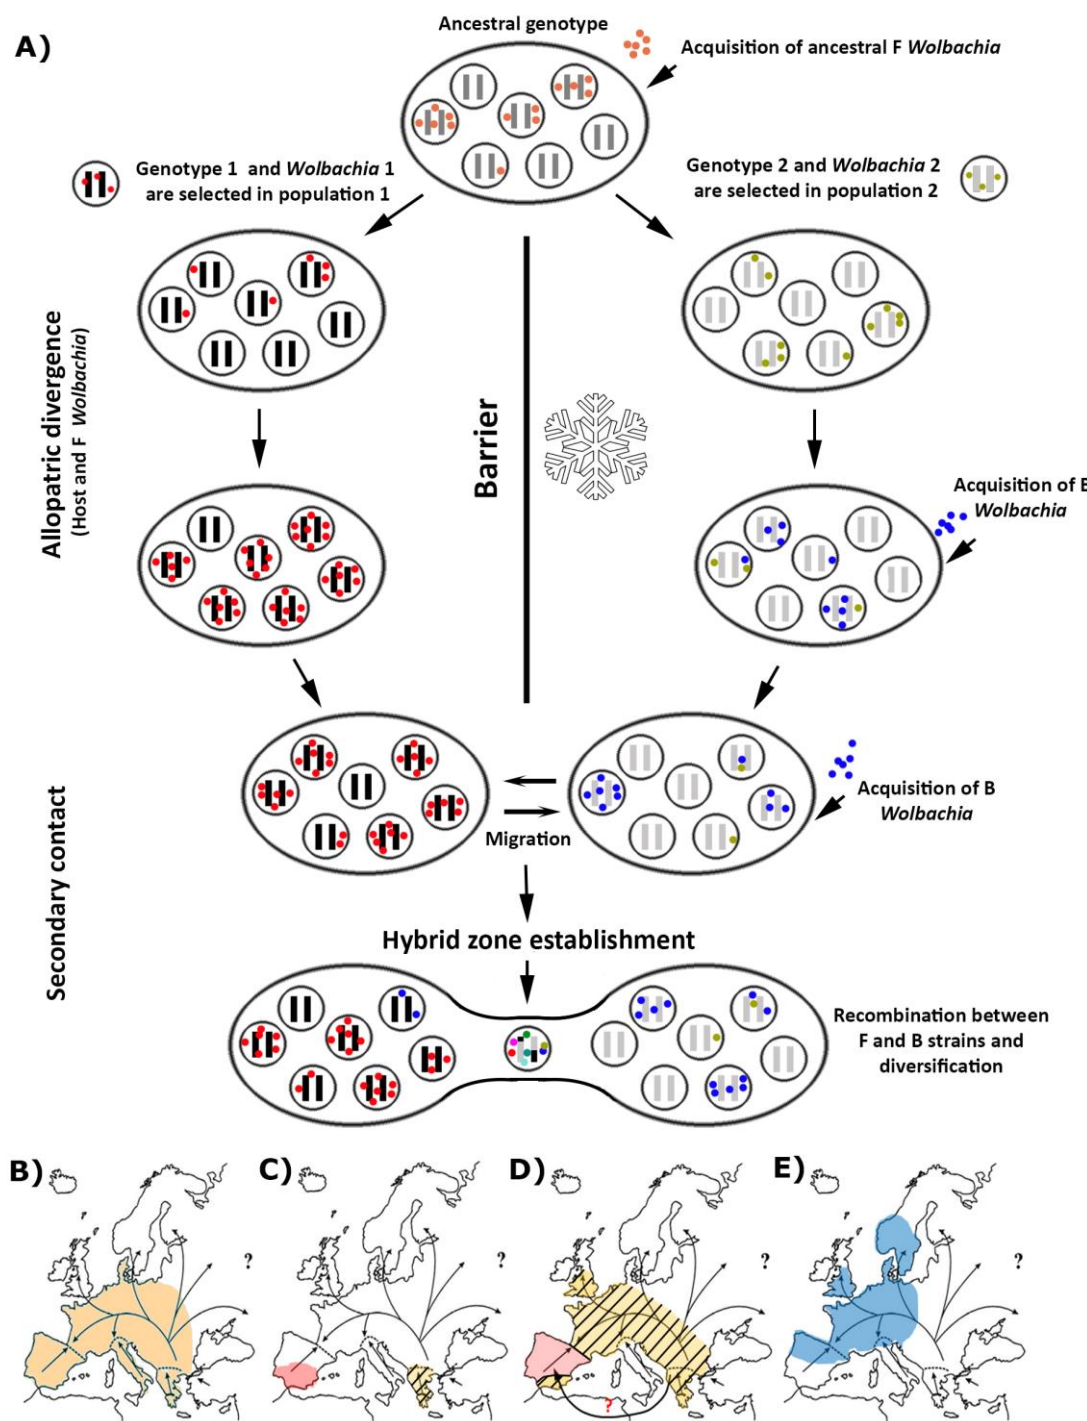 A)
Ancestral genotype
Acquisition of ancestral F Wolbachia
Genotype 1 and Wolbachia 1
are selected in population 1
Genotype 2 and Wolbachia 2
are selected in population 2
Allopatric divergence
(Host and F Wolbachia)
Barrier
Acquisition of B
Wolbachia
Secondary contact
Migration
Acquisition of B
Wolbachia
Hybrid zone establishment
Recombination between
F and B strains and
diversification
B)
?
C)
?
D)
?
?
E)
?